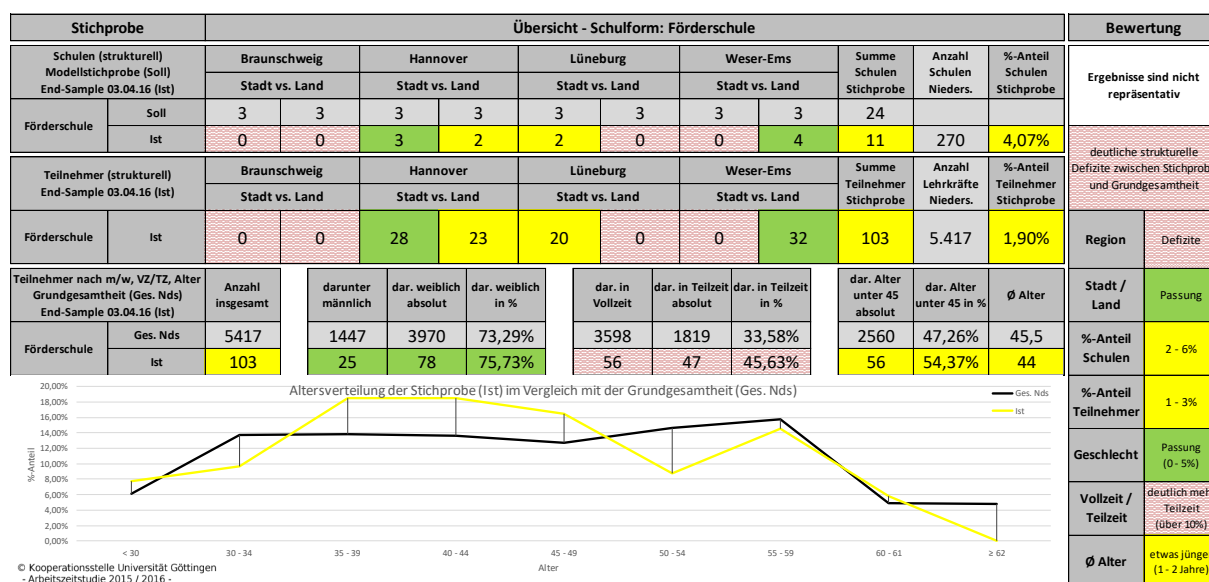 Stichprobe Übersicht - Schulform: Förderschule Bewertung
Schulen (strukturell)
Modellstichprobe (Soll)
End-Sample 03.04.16 (Ist)
Braunschweig Hannover Lüneburg Weser-Ems
Stadt vs. Land Stadt vs. Land Stadt vs. Land Stadt vs. Land
Summe
Schulen
Stichprobe
Anzahl
Schulen
Nieders.
%-Anteil
Schulen
Stichprobe
Ergebnisse sind nicht
repräsentativ
Förderschule
Soll 3 3 3 3 3 3 3 3 24
Ist 0 0 3 2 2 0 0 4 11 270 4,07%
deutliche strukturelle
Defizite zwischen Stichprob
und Grundgesamtheit
Teilnehmer (strukturell)
End-Sample 03.04.16 (Ist)
Braunschweig Hannover Lüneburg Weser-Ems
Stadt vs. Land Stadt vs. Land Stadt vs. Land Stadt vs. Land
Summe
Teilnehmer
Stichprobe
Anzahl
Lehrkräfte
Nieders.
%-Anteil
Teilnehmer
Stichprobe
Förderschule Ist 0 0 28 23 20 0 0 32 103 5.417 1,90%
Region Defizite
Teilnehmer nach m/w, VZ/TZ, Alter
Grundgesamtheit (Ges. Nds)
End-Sample 03.04.16 (Ist)
Anzahl
insgesamt
darunter
männlich
dar. weiblich
absolut
dar. weiblich
in %
dar. in
Vollzeit
dar. in Teilzeit
absolut
dar. in Teilzeit
in %
dar. Alter
unter 45
absolut
dar. Alter
unter 45 in %
Ø Alter
Stadt /
Land
Passung
Förderschule
Ges. Nds 5417 1447 3970 73,29% 3598 1819 33,58% 2560 47,26% 45,5
Ist 103 25 78 75,73% 56 47 45,63% 56 54,37% 44
%-Anteil
Schulen
2 - 6%
%-Anteil
Teilnehmer
1 - 3%
Geschlecht
Passung
(0 - 5%)
Vollzeit /
Teilzeit
deutlich meh
Teilzeit
(über 10%)
Ø Alter
etwas jünge
(1 - 2 Jahre)
Altersverteilung der Stichprobe (Ist) im Vergleich mit der Grundgesamtheit (Ges. Nds)
Ges. Nds
Ist
%-Anteil
20,00%
18,00%
16,00%
14,00%
12,00%
10,00%
8,00%
6,00%
4,00%
2,00%
0,00%
< 30 30 - 34 35 - 39 40 - 44 45 - 49 50 - 54 55 - 59 60 - 61 ≥ 62
Alter
© Kooperationsstelle Universität Göttingen
- Arbeitszeitstudie 2015 / 2016 -